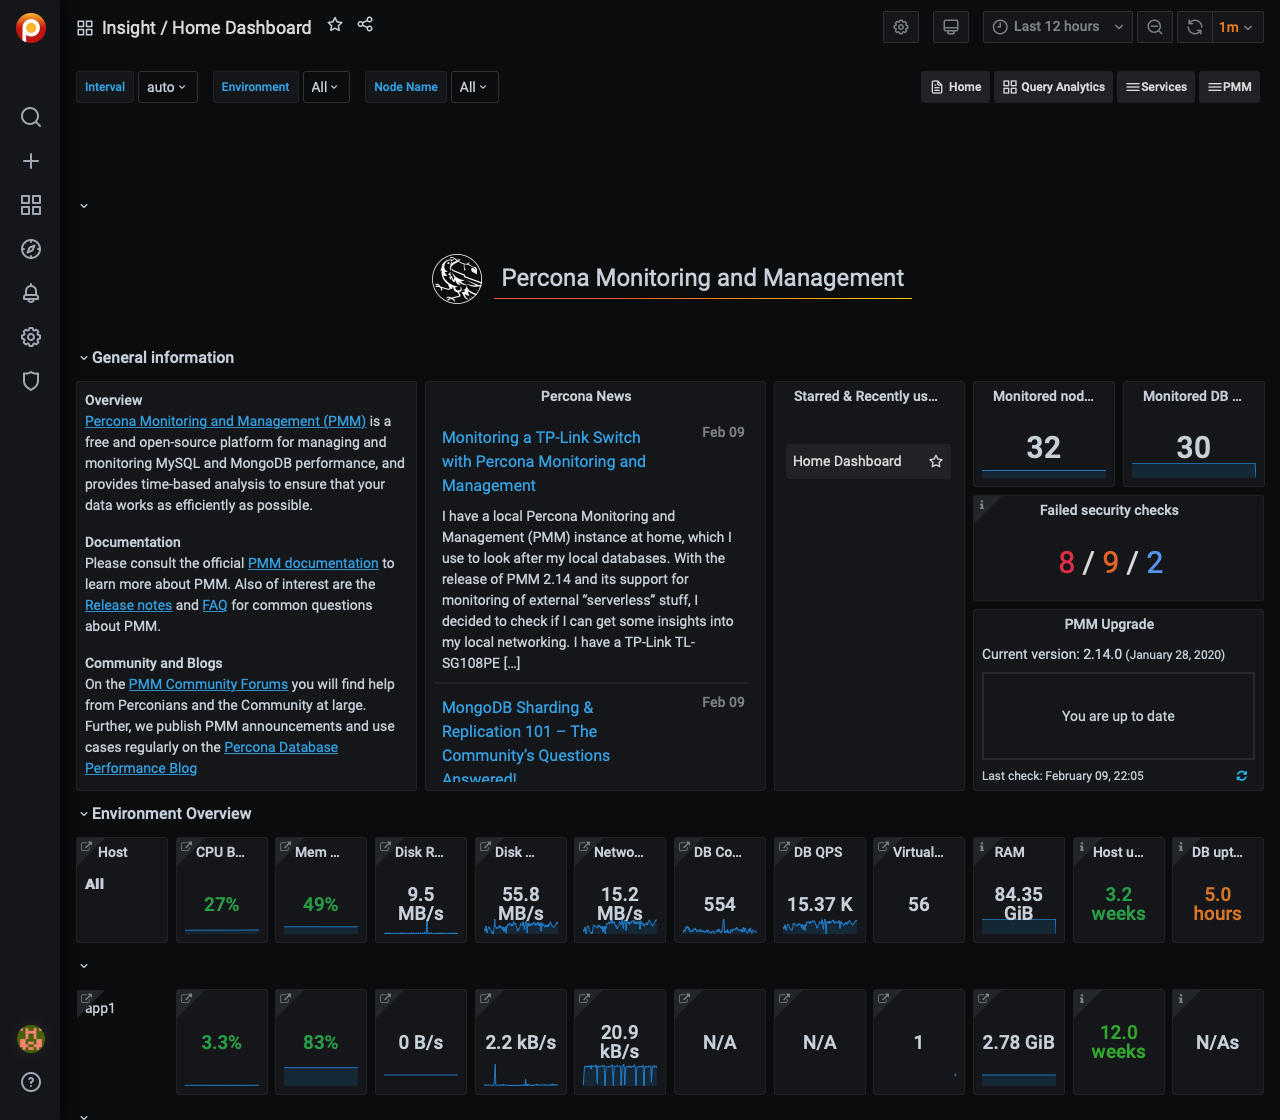 Insight / Home Dashboard
Last 12 hours
1m
Interval
auto
Environment
All
Node Name
All
Home
Query Analytics
Services
PMM
Percona Monitoring and Management
General information
Overview
Percona Monitoring and Management (PMM) is a
free and open-source platform for managing and
monitoring MySQL and MongoDB performance, and
provides time-based analysis to ensure that your
data works as efficiently as possible.
Documentation
Please consult the official PMM documentation to
learn more about PMM. Also of interest are the
Release notes and FAQ for common questions
about PMM.
Community and Blogs
On the PMM Community Forums you will find help
from Perconians and the Community at large.
Further, we publish PMM announcements and use
cases regularly on the Percona Database
Performance Blog
Percona News
Feb 09
Monitoring a TP-Link Switch
with Percona Monitoring and
Management
I have a local Percona Monitoring and
Management (PMM) instance at home, which I
use to look after my local databases. With the
release of PMM 2.14 and its support for
monitoring of external “serverless” stuff, I
decided to check if I can get some insights into
my local networking. I have a TP-Link TL-
SG108PE [...]
Feb 09
MongoDB Sharding &
Replication 101 – The
Community's Questions
Answered!
Starred & Recently us...
Home Dashboard
Monitored nod...
32
Monitored DB ...
30
Failed security checks
8 / 9 / 2
PMM Upgrade
Current version: 2.14.0 (January 28, 2020)
You are up to date
Last check: February 09, 22:05
Environment Overview
Host
All
CPU B...
27%
Mem ...
49%
Disk R...
9.5
MB/s
Disk ...
55.8
MB/s
Netwo...
15.2
MB/s
DB Co...
554
DB QPS
15.37 K
Virtual...
56
RAM
84.35
GiB
Host u...
3.2
weeks
DB upt...
5.0
hours
app1
3.3%
83%
0 B/s
2.2 kB/s
20.9
kB/s
N/A
N/A
1
2.78 GiB
12.0
weeks
N/As